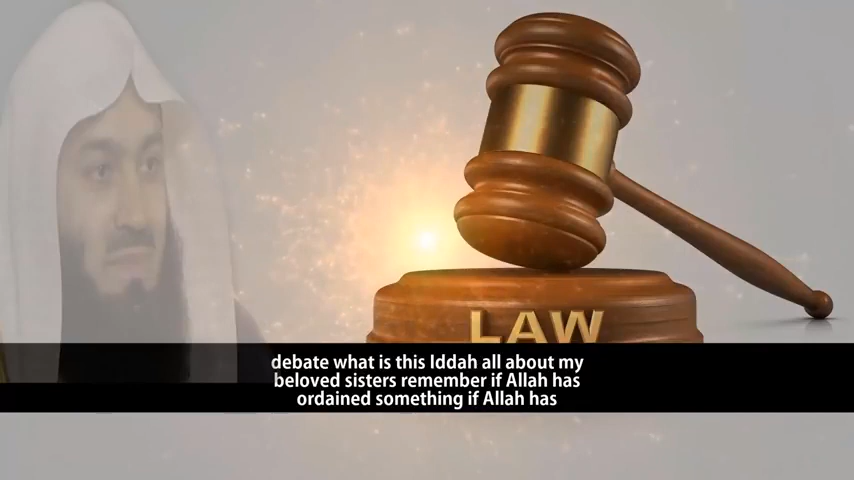 LAW
debate what is this Iddah all about my
beloved sisters remember if Allah has
ordained something if Allah has